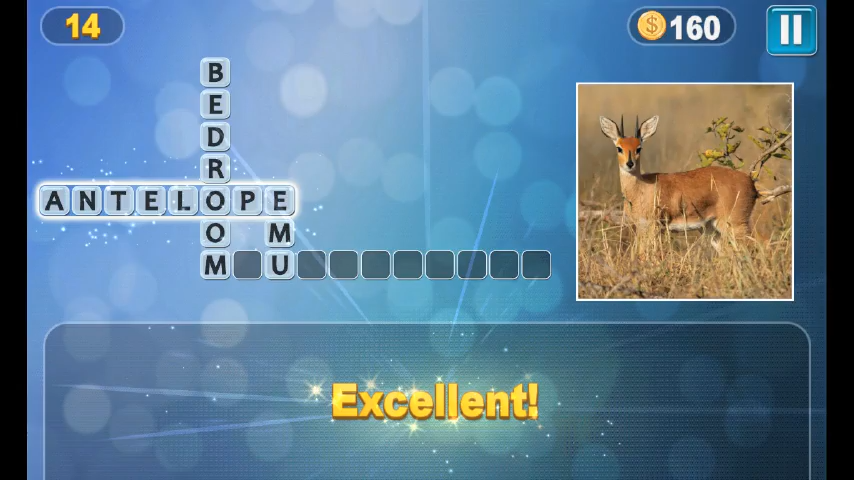 14
160
B
E
D
R
ANTELOPE
O M
M U
Excellent!